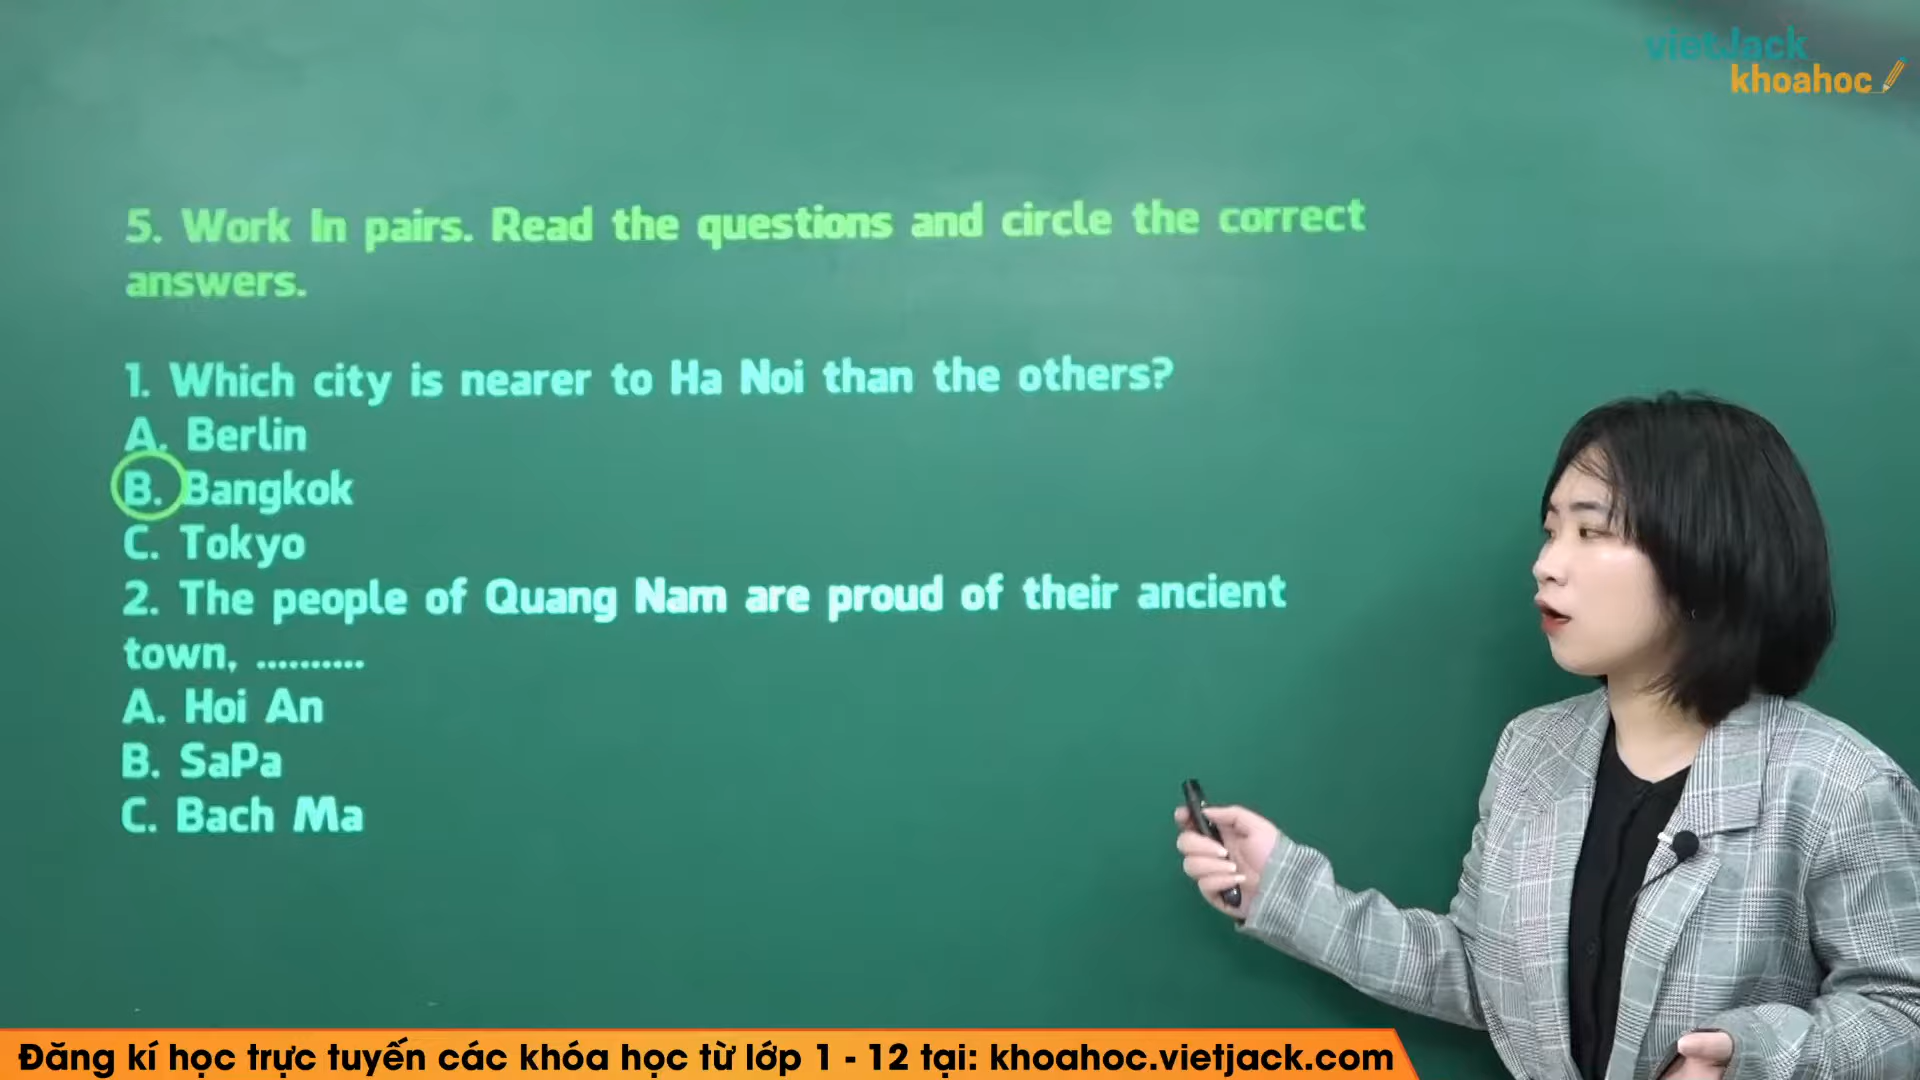 vietJack
khoahoc
5. Work In pairs. Read the questions and circle the correct
answers.
1. Which city is nearer to Ha Noi than the others?
A. Berlin
B. Bangkok
C. Tokyo
2. The people of Quang Nam are proud of their ancient
town, ..........
A. Hoi An
B. SaPa
C. Bach Ma
Đăng kí học trực tuyến các khóa học từ lớp 1 - 12 tại: khoahoc.vietjack.com